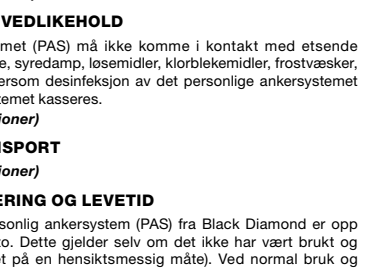 VEDLIKEHOLD
met (PAS) må ikke komme i kontakt med etsende
e, syredamp, løsemidler, klorblekemidler, frostvæsker,
ersom desinfeksjon av det personlige ankersystemet
temet kasseres.
ioner)
NSPORT
ioner)
ERING OG LEVETID
sonlig ankersystem (PAS) fra Black Diamond er opp
to. Dette gjelder selv om det ikke har vært brukt og
et på en hensiktsmessig måte). Ved normal bruk og